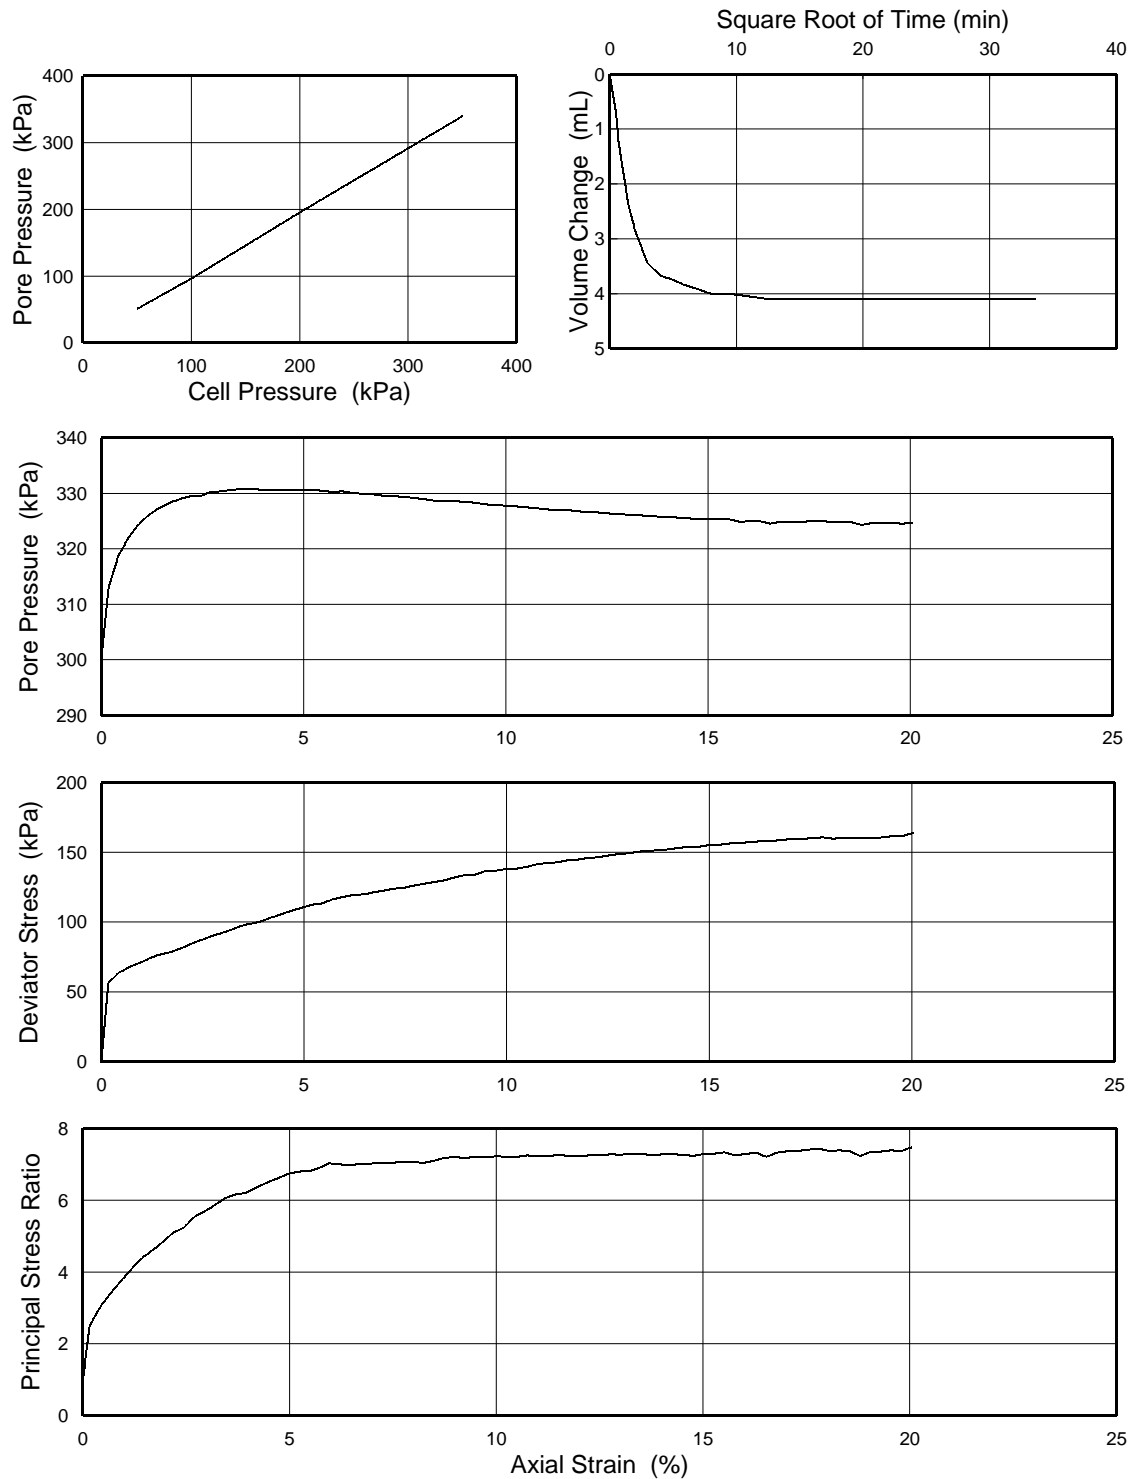 Square Root of Time (min)
0 10 20 30 40
Pore Pressure (kPa)
400
300
200
100
0
0 100 200 300 400
Cell Pressure (kPa)
Volume Change (mL)
0
1
2
3
4
5
Pore Pressure (kPa)
340
330
320
310
300
290
0 5 10 15 20 25
Deviator Stress (kPa)
200
150
100
50
0
0 5 10 15 20 25
Principal Stress Ratio
8
6
4
2
0
0 5 10 15 20 25
Axial Strain (%)